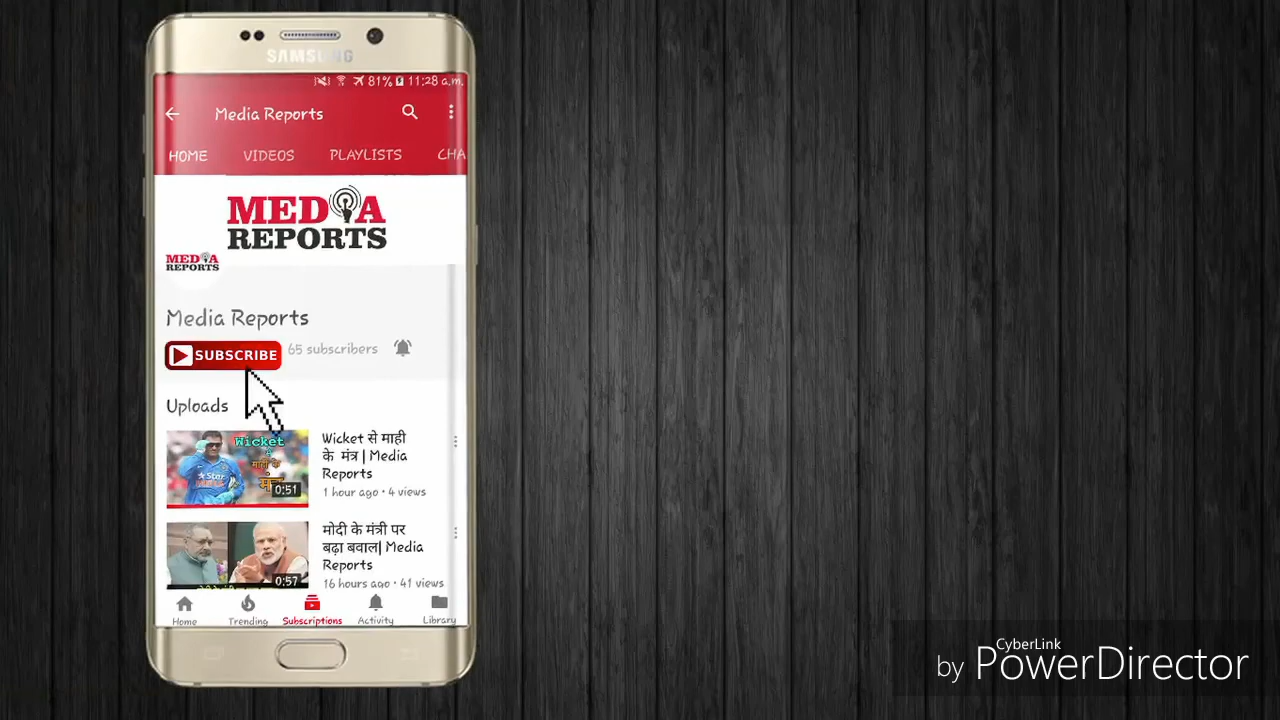 SAMSUNG
81% 11:28 a.m.
Media Reports
HOME VIDEOS PLAYLISTS CHA
MEDIA
REPORTS
MEDIA
REPORTS
Media Reports
SUBSCRIBE 65 subscribers
Uploads
Wicket
से
माही के
मंत्र
0:51
Wicket से माही
के मंत्र | Media
Reports
1 hour ago • 4 views
0:57
मोदी के मंत्री पर
बढ़ा बवाल| Media
Reports
16 hours ago • 41 views
Home Trending Subscriptions Activity Library
CyberLink
by PowerDirector